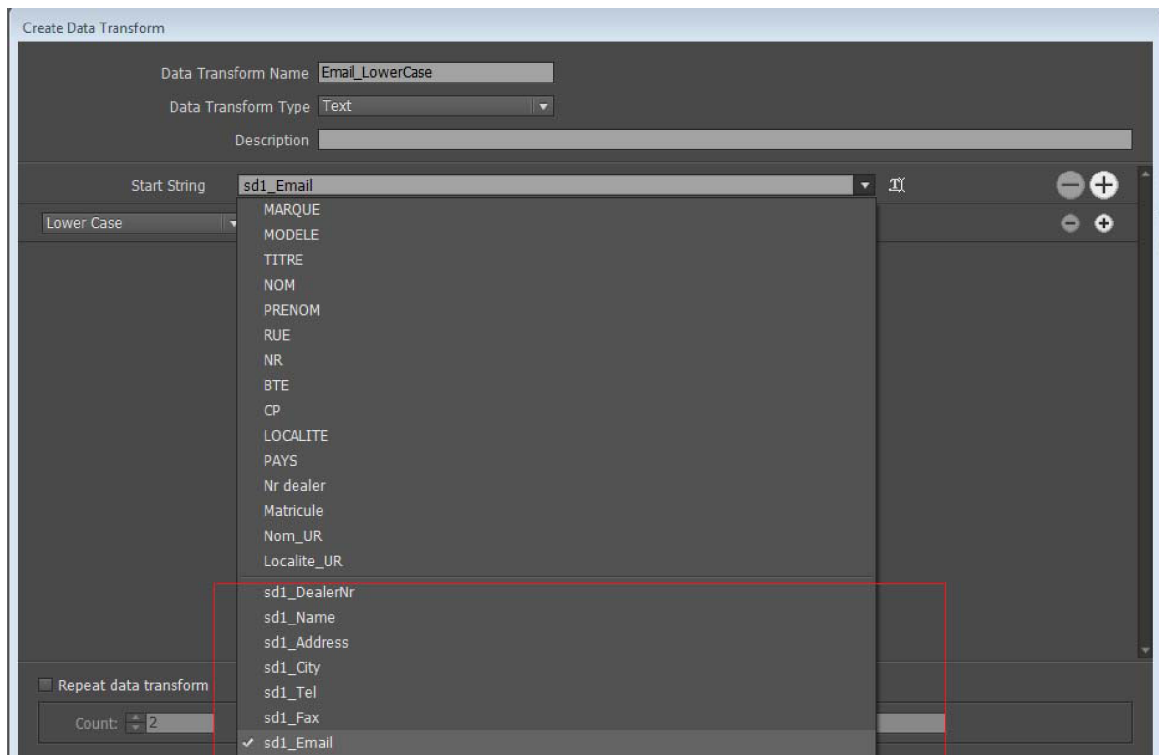 Create Data Transform
Data Transform Name Email_LowerCase
Data Transform Type Text
Description
Start String sd1_Email
Lower Case
MARQUE
MODELE
TITRE
NOM
PRENOM
RUE
NR
BTE
CP
LOCALITE
PAYS
Nr dealer
Matricule
Nom_UR
Localite_UR
sd1_DealerNr
sd1_Name
sd1_Address
sd1_City
sd1_Tel
sd1_Fax
sd1_Email
Repeat data transform
Count: 2